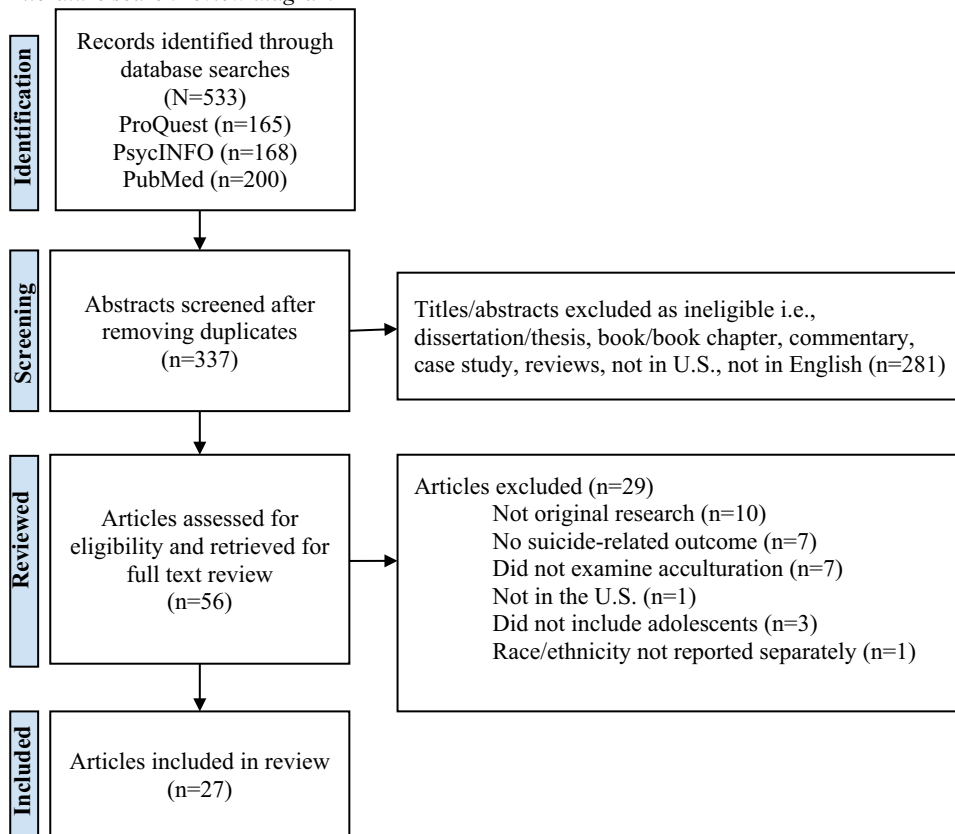 Identification
Records identified through
database searches
(N=533)
ProQuest (n=165)
PsycINFO (n=168)
PubMed (n=200)
Screening
Abstracts screened after
removing duplicates
(n=337)
Titles/abstracts excluded as ineligible i.e.,
dissertation/thesis, book/book chapter, commentary,
case study, reviews, not in U.S., not in English (n=281)
Reviewed
Articles assessed for
eligibility and retrieved for
full text review
(n=56)
Articles excluded (n=29)
Not original research (n=10)
No suicide-related outcome (n=7)
Did not examine acculturation (n=7)
Not in the U.S. (n=1)
Did not include adolescents (n=3)
Race/ethnicity not reported separately (n=1)
Included
Articles included in review
(n=27)